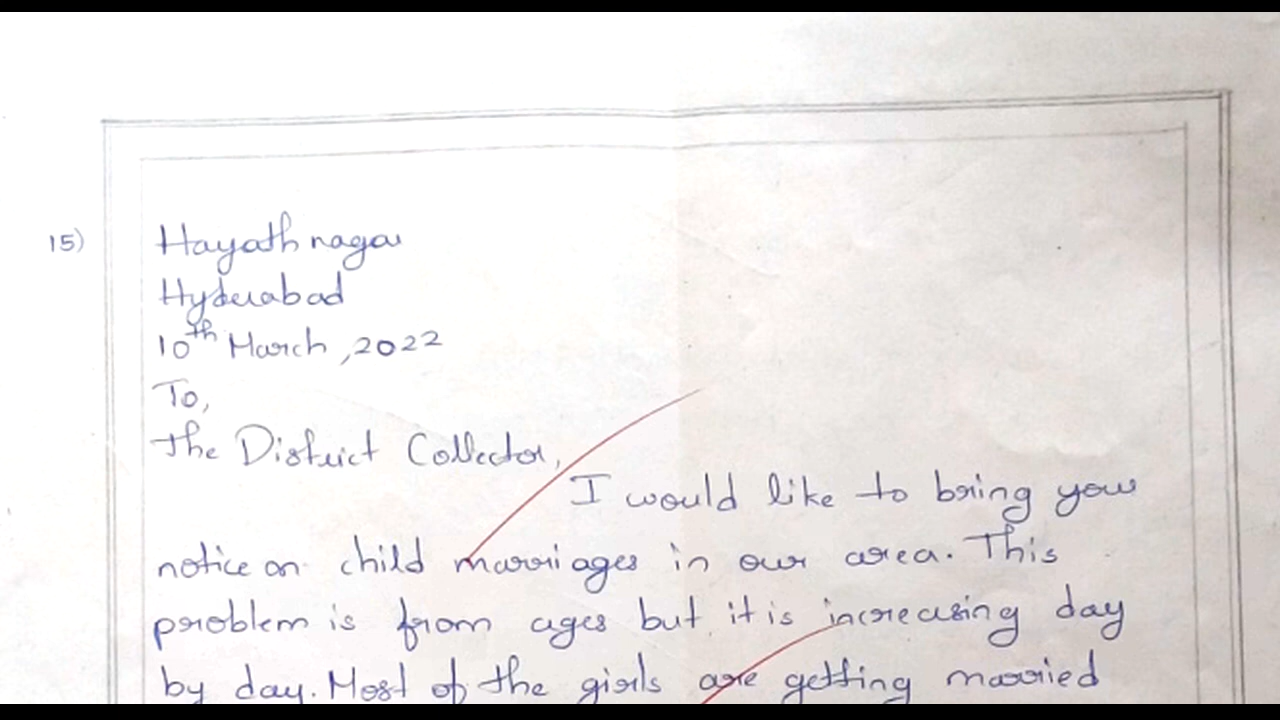 15) Hayathnagar
Hyderabad
10th March, 2022
To,
The District Collector,
I would like to bring your
notice on child marriages in our area. This
problem is from ages but it is increasing day
by day. Most of the girls are getting married